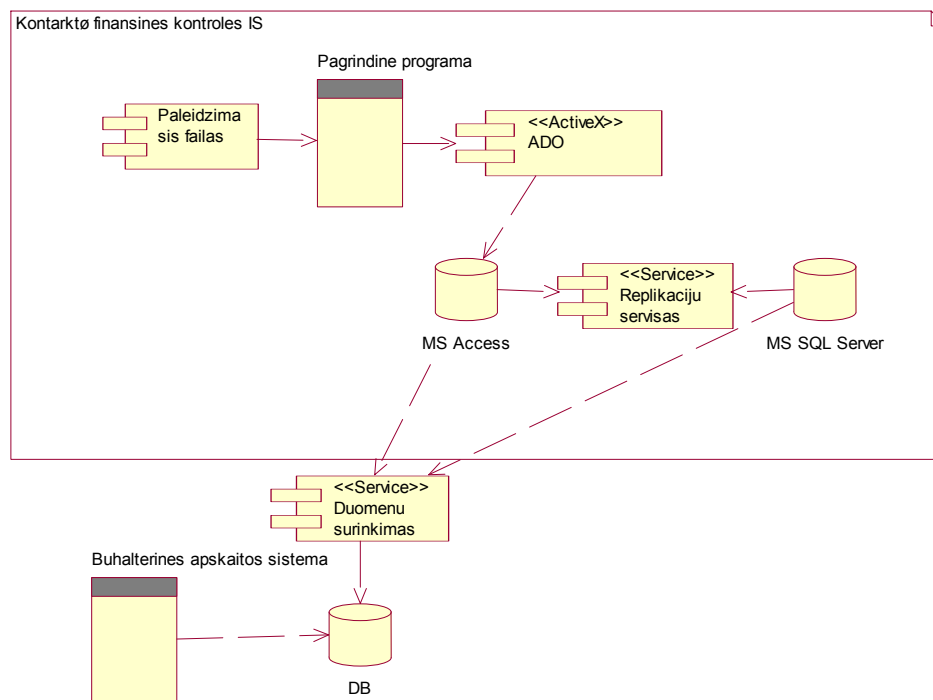 Kontarktø finansines kontroles IS
Pagrindine programa
Paleidzima
sis failas
<<ActiveX>>
ADO
<<Service>>
Replikaciju
servisas
MS Access
MS SQL Server
<<Service>>
Duomenu
surinkimas
Buhalterines apskaitos sistema
DB